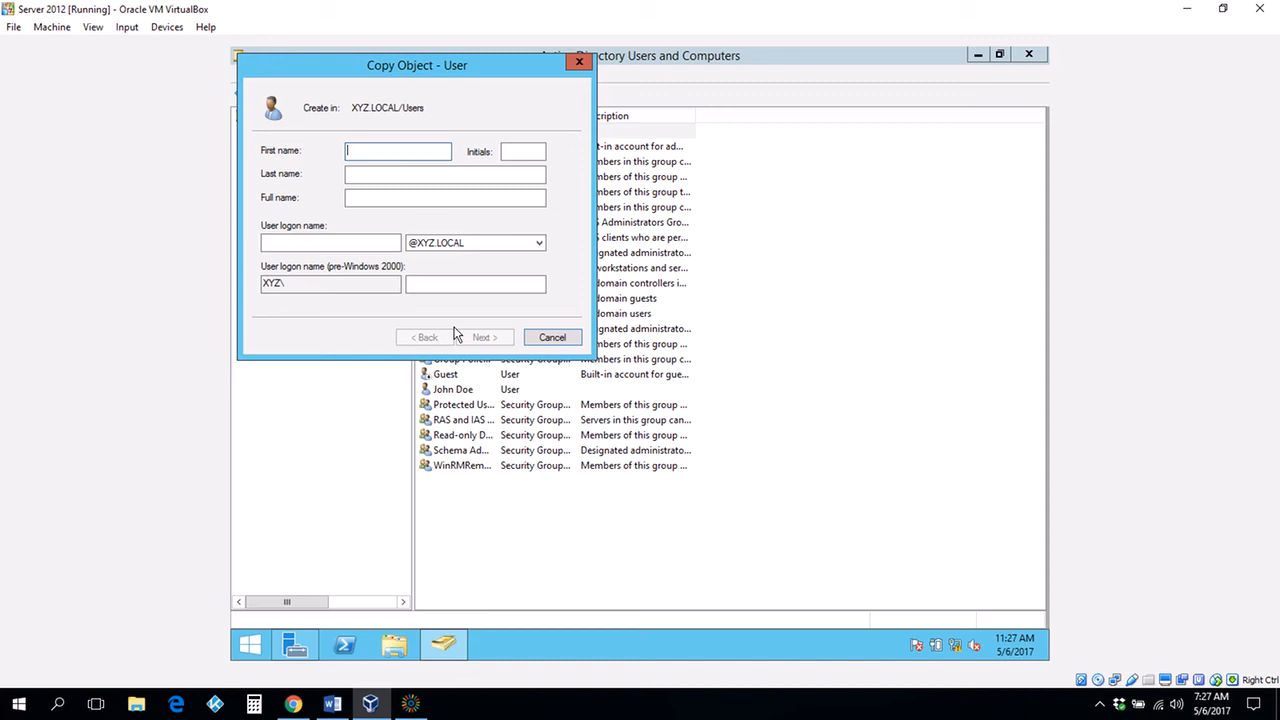 Server 2012 [Running] - Oracle VM VirtualBox
File Machine View Input Devices Help
Directory Users and Computers
Copy Object - User
Create in: XYZ.LOCAL/Users
First name: Initials:
Last name:
Full name:
User logon name:
@XYZ.LOCAL
User logon name (pre-Windows 2000):
XYZ\
< Back Next > Cancel
cription
t-in account for ad...
mbers in this group c...
mbers of this group ...
mbers of this group t...
mbers in this group c...
S Administrators Gro...
S clients who are per...
signated administrato...
workstations and ser...
domain controllers i...
domain guests
domain users
signated administrato...
mbers of this group ...
mbers in this group c...
Guest User Built-in account for gue...
John Doe User
Protected Us... Security Group... Members of this group ...
RAS and IAS ... Security Group... Servers in this group can...
Read-only D... Security Group... Members of this group ...
Schema Ad... Security Group... Designated administrato...
WinRMRem... Security Group... Members of this group ...
11:27 AM
5/6/2017
Right Ctrl
7:27 AM
5/6/2017